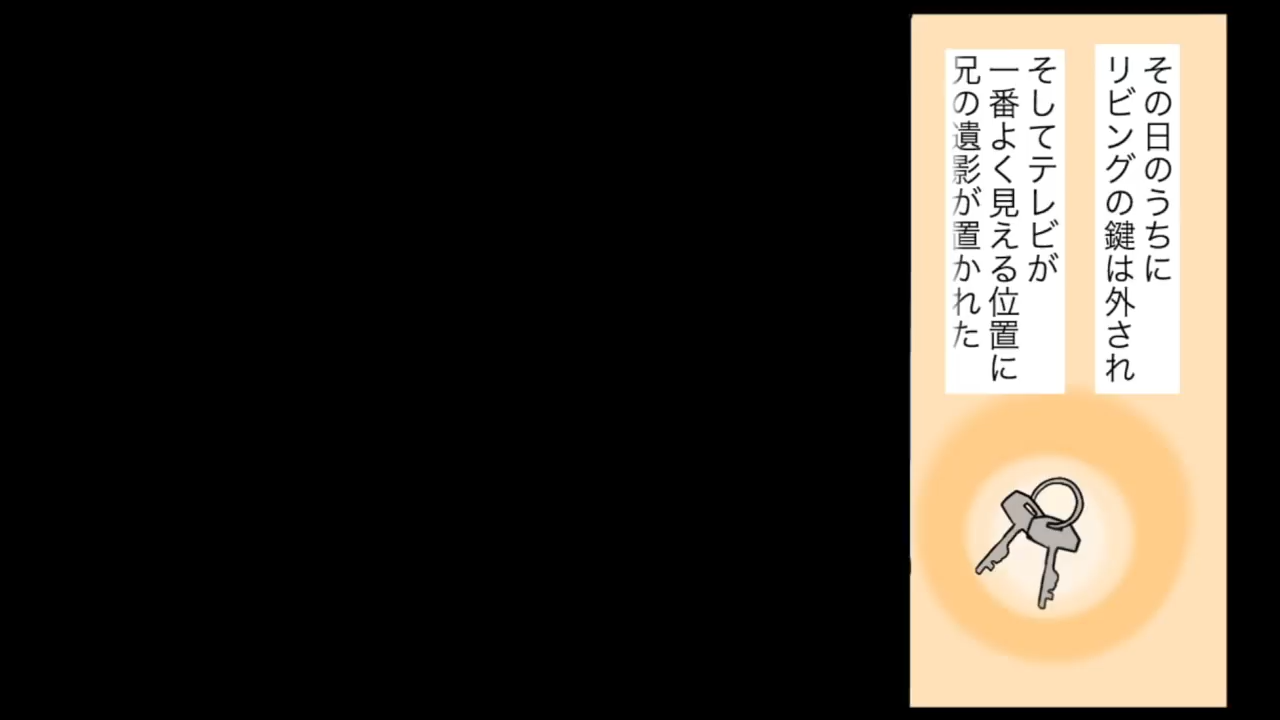 その日のうちに
リビングの鍵は外され
そしてテレビが
一番よく見える位置に
兄の遺影が置かれた